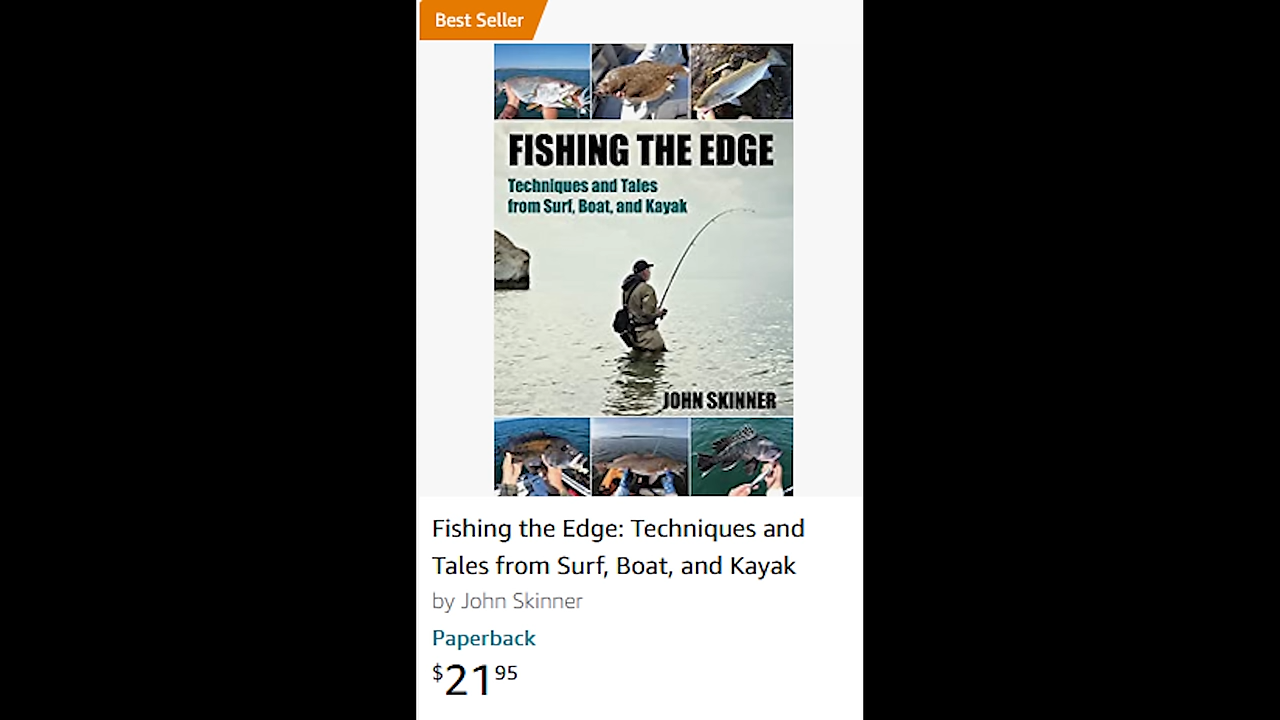 Best Seller
FISHING THE EDGE
Techniques and Tales
from Surf, Boat, and Kayak
JOHN SKINNER
Fishing the Edge: Techniques and
Tales from Surf, Boat, and Kayak
by John Skinner
Paperback
$21 95